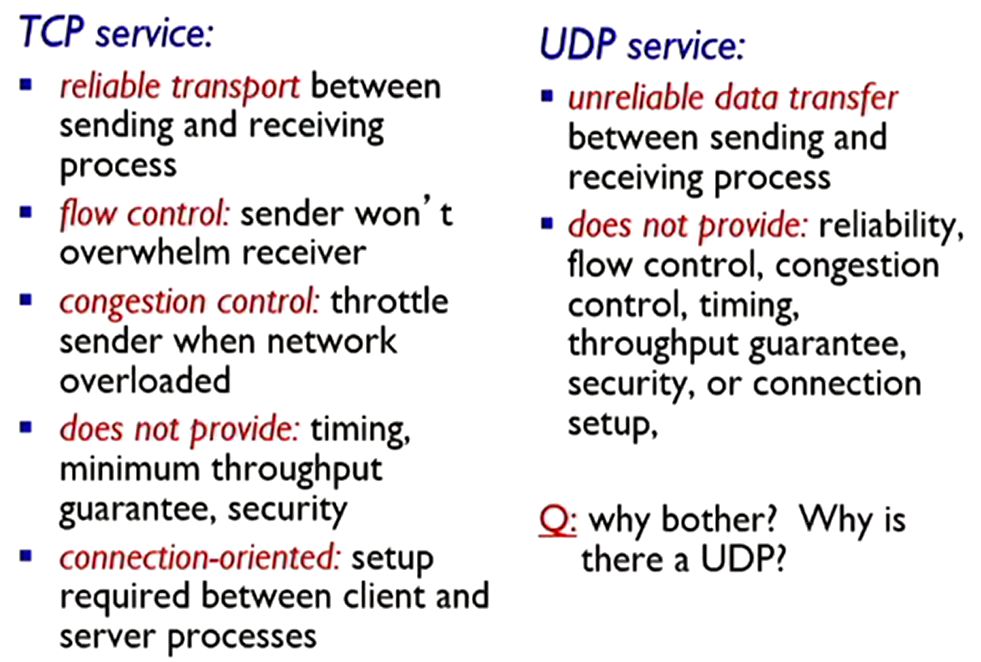 TCP service:
▪ reliable transport between
sending and receiving
process
▪ flow control: sender won’t
overwhelm receiver
▪ congestion control: throttle
sender when network
overloaded
▪ does not provide: timing,
minimum throughput
guarantee, security
▪ connection-oriented: setup
required between client and
server processes
UDP service:
▪ unreliable data transfer
between sending and
receiving process
▪ does not provide: reliability,
flow control, congestion
control, timing,
throughput guarantee,
security, or connection
setup,
Q: why bother? Why is
there a UDP?